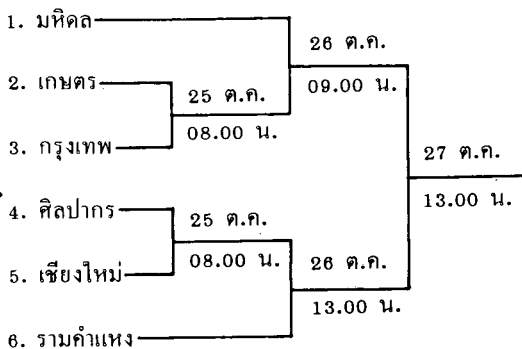 1. มหิดล
26 ต.ค.
09.00 น.
2. เกษตร
25 ต.ค.
08.00 น.
3. กรุงเทพ
27 ต.ค.
13.00 น.
4. ศิลปากร
25 ต.ค.
08.00 น.
5. เชียงใหม่
26 ต.ค.
13.00 น.
6. รามคำแหง